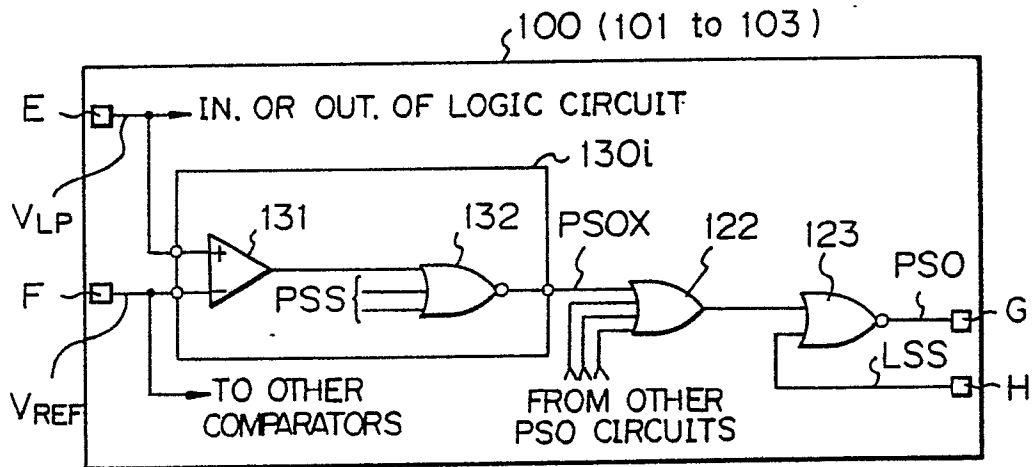 100 (101 to 103)
E
IN. OR OUT. OF LOGIC CIRCUIT
130i
VLP
131
132
PSOX
122
123
PSO
F
PSS
G
LSS
H
VREF
TO OTHER
COMPARATORS
FROM OTHER
PSO CIRCUITS
+
−